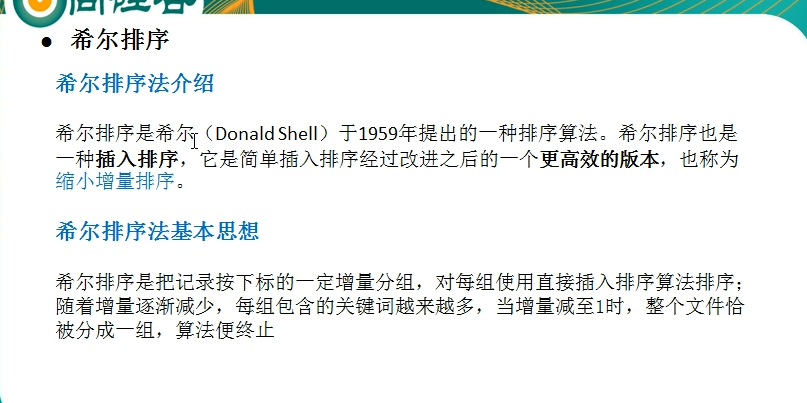 ● 希尔排序
希尔排序法介绍
希尔排序是希尔（Donald Shell）于1959年提出的一种排序算法。希尔排序也是
一种插入排序，它是简单插入排序经过改进之后的一个更高效的版本，也称为
缩小增量排序。
希尔排序法基本思想
希尔排序是把记录按下标的一定增量分组，对每组使用直接插入排序算法排序；
随着增量逐渐减少，每组包含的关键词越来越多，当增量减至1时，整个文件恰
被分成一组，算法便终止